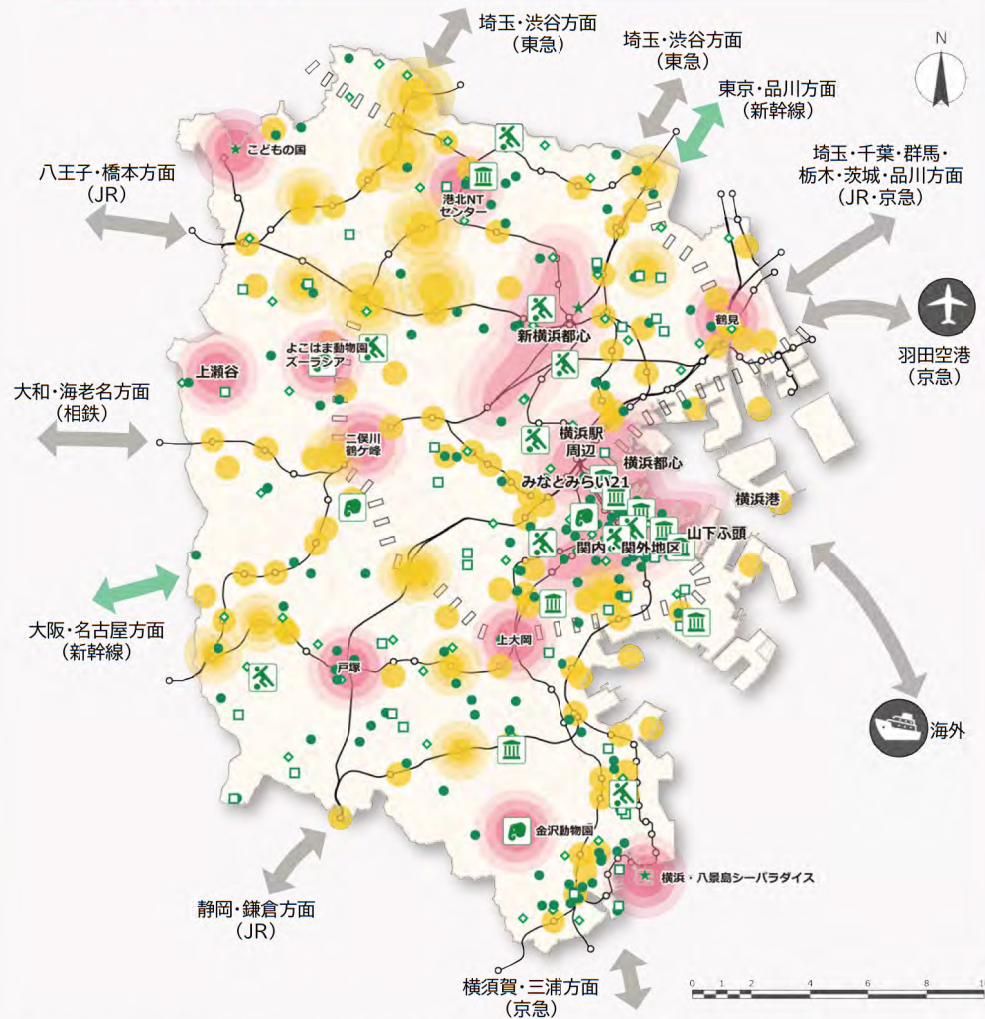 埼玉・渋谷方面
（東急）
埼玉・渋谷方面
（東急）
N
東京・品川方面
（新幹線）
こどもの国
埼玉・千葉・群馬・
栃木・茨城・品川方面
（JR・京急）
八王子・橋本方面
（JR）
港北NT
センター
鶴見
新横浜都心
羽田空港
（京急）
よこはま動物園
ズーラシア
上瀬谷
大和・海老名方面
（相鉄）
二俣川
鶴ケ峰
横浜駅
周辺
横浜都心
みなとみらい21
横浜港
山下ふ頭
関内・関外地区
大阪・名古屋方面
（新幹線）
上大岡
戸塚
海外
金沢動物園
横浜・八景島シーパラダイス
静岡・鎌倉方面
（JR）
横須賀・三浦方面
（京急）
0 2 4 6 8 10